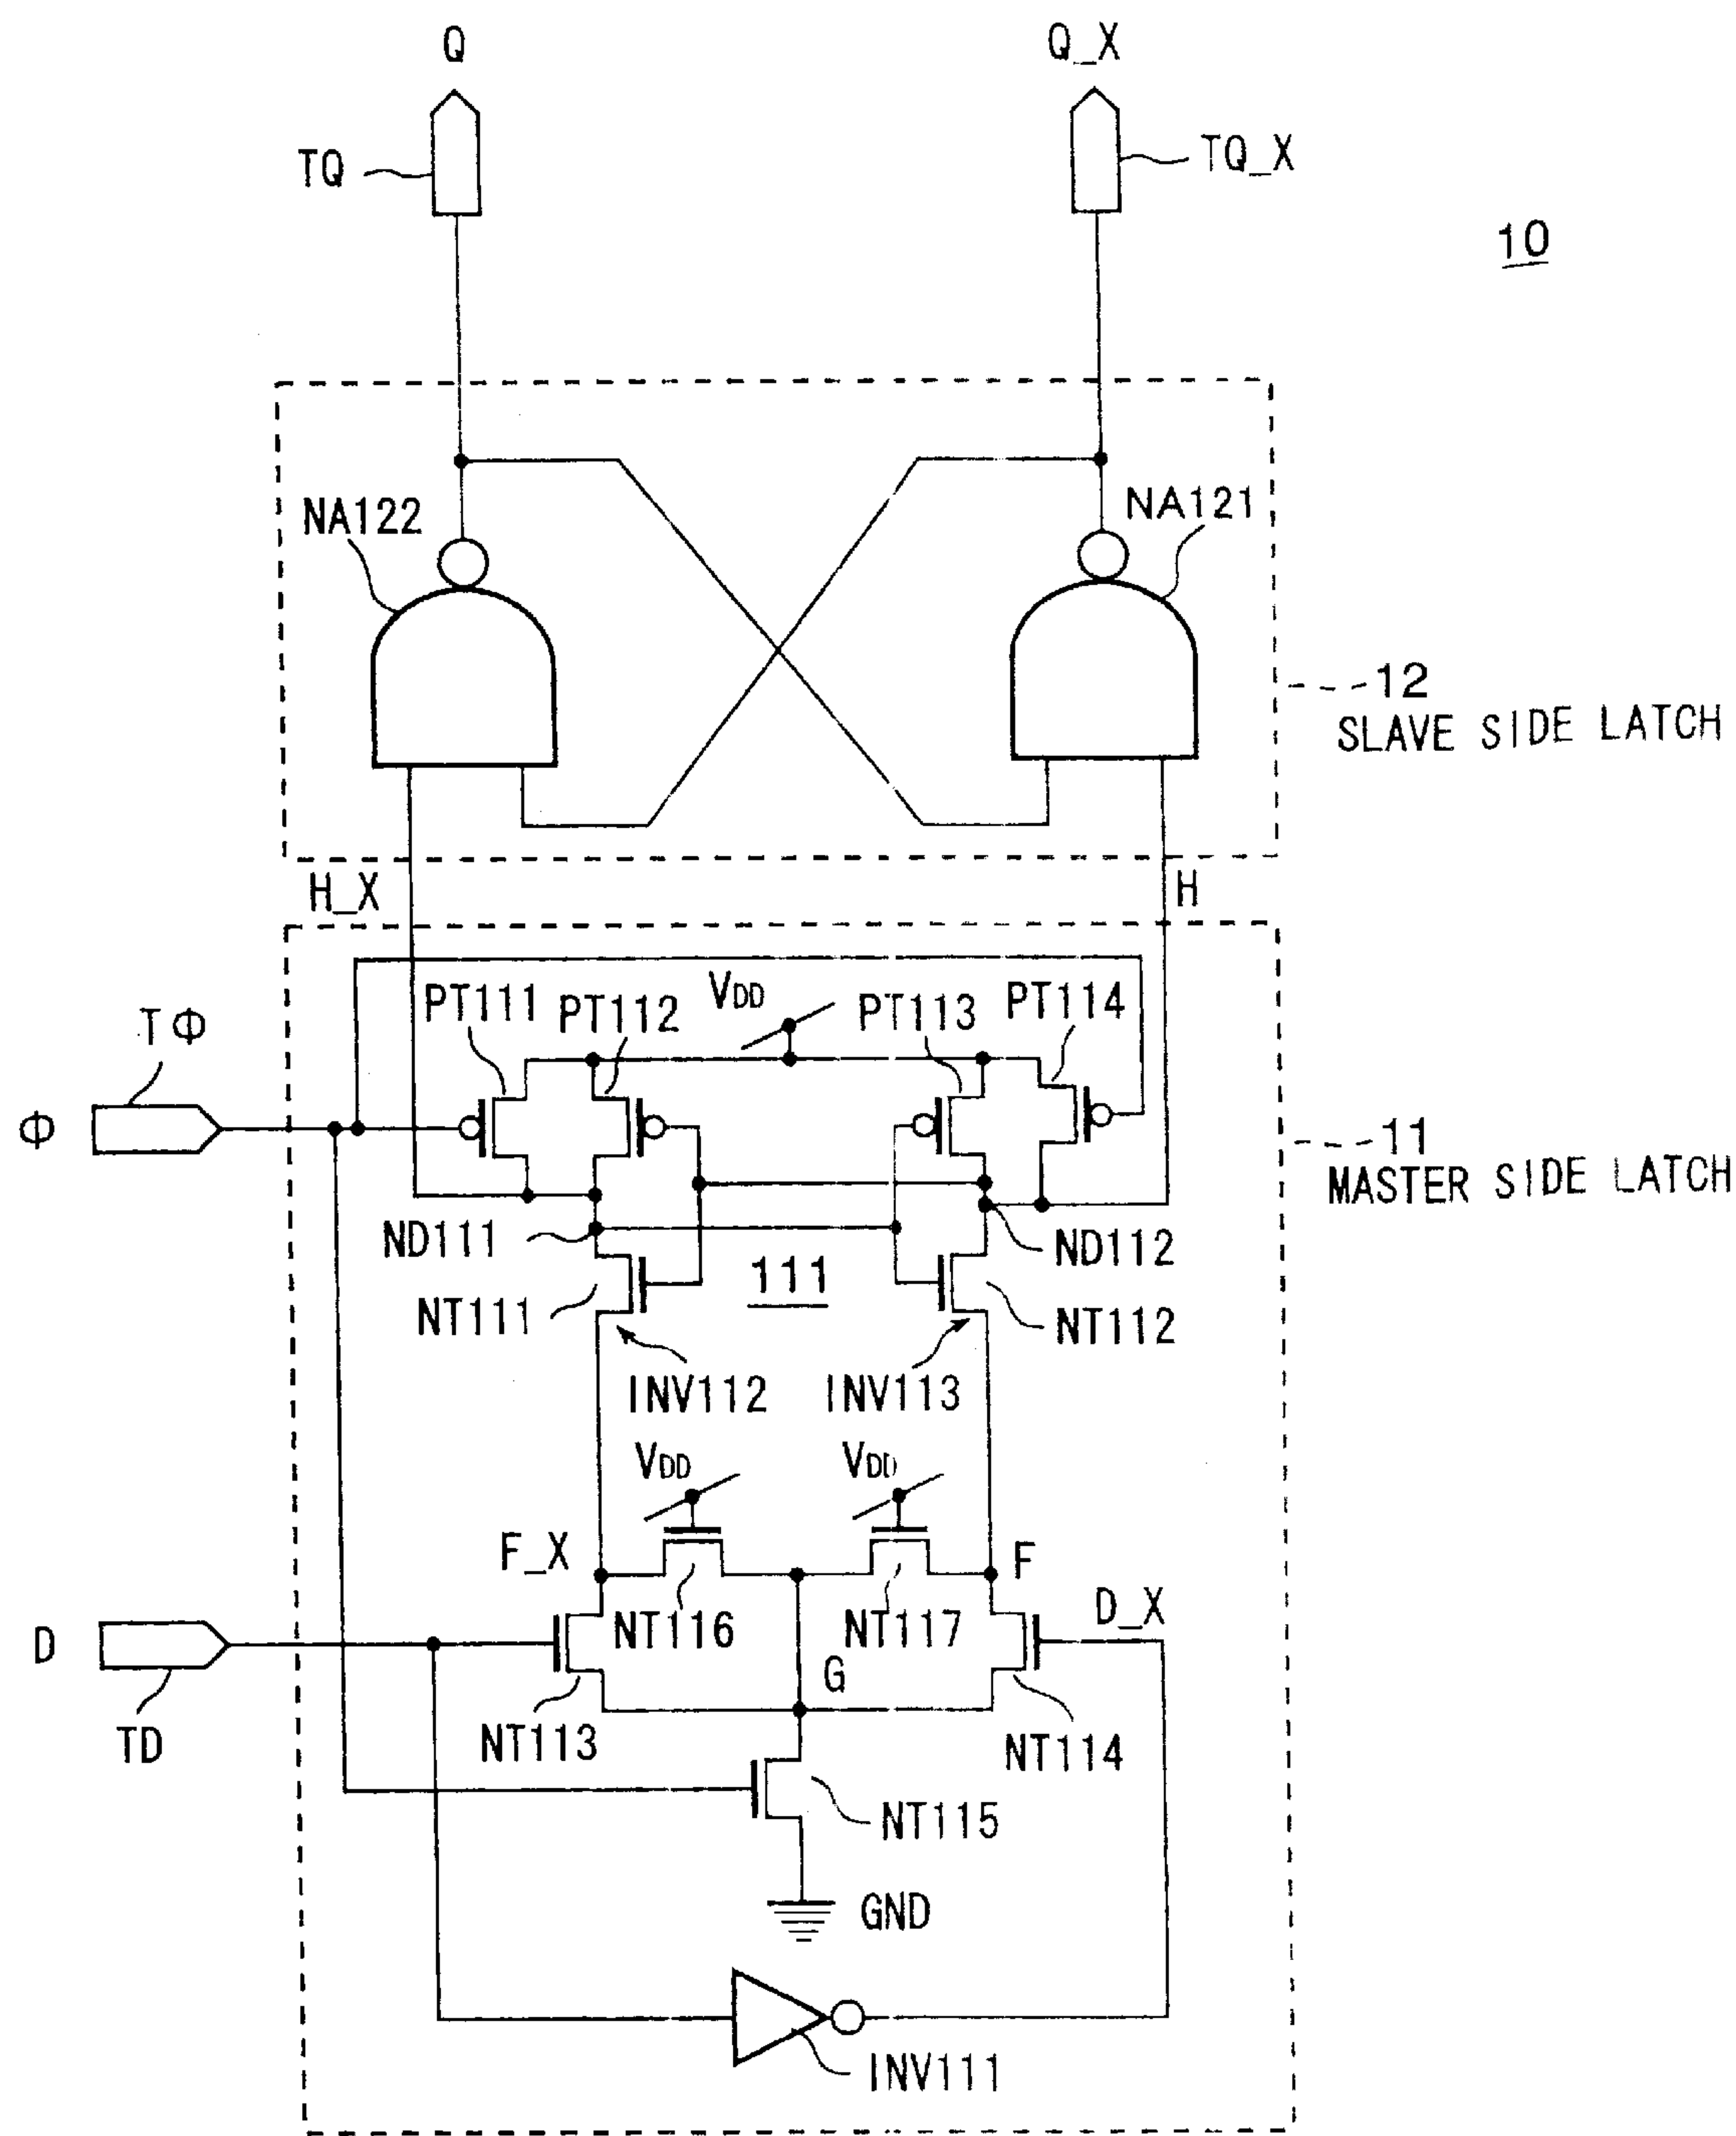 Q
Q_X
TQ
TQ_X
10
NA122
NA121
12
SLAVE SIDE LATCH
H_X
H
PT111
PT112
VDD
PT113
PT114
TΦ
Φ
11
MASTER SIDE LATCH
ND111
111
ND112
NT111
NT112
INV112
INV113
VDD
VDD
F_X
F
D_X
NT116
NT117
D
G
TD
NT113
NT114
NT115
GND
INV111